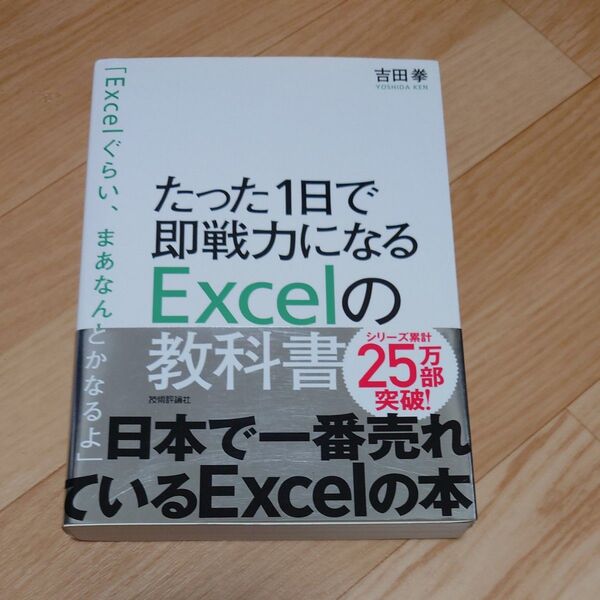 吉田 拳
YOSHIDA KEN
「Excelぐらい、まあなんとかなるよ」
たった1日で
即戦力になる
Excelの
教科書
シリーズ累計
25万部
突破!
技術評論社
日本で一番売れ
ているExcelの本